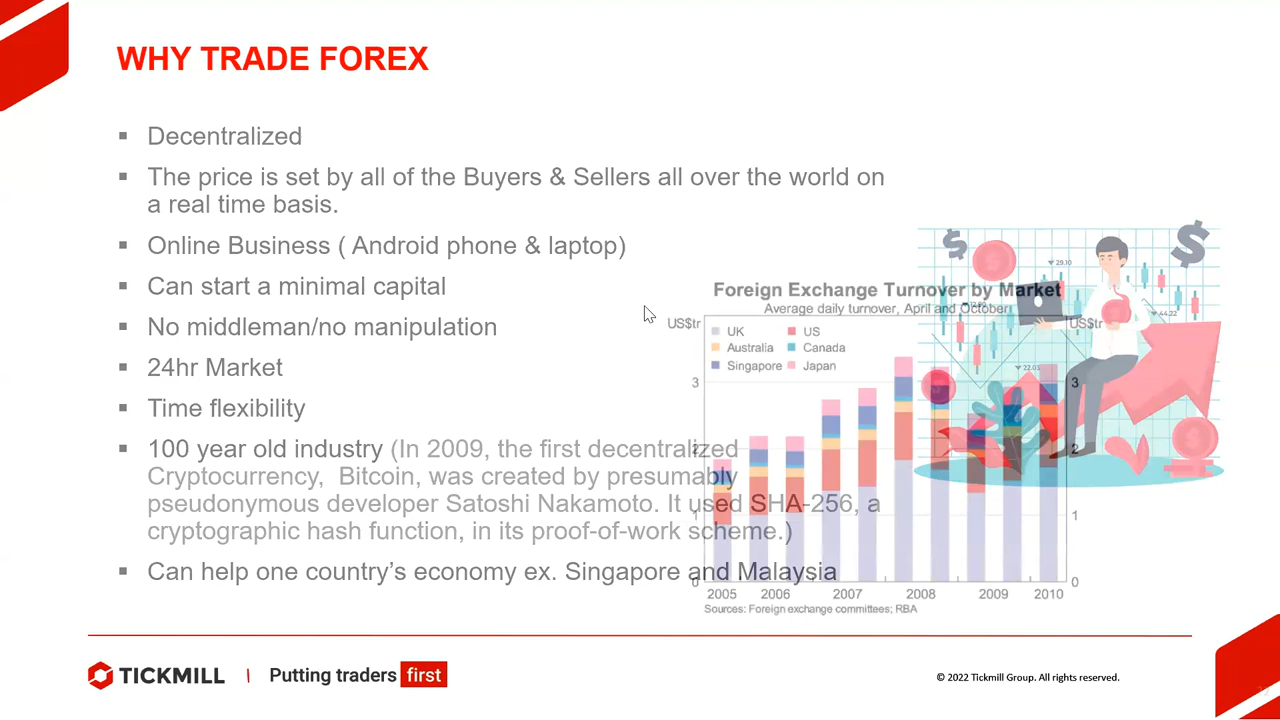 WHY TRADE FOREX
▪ Decentralized
▪ The price is set by all of the Buyers & Sellers all over the world on
a real time basis.
▪ Online Business ( Android phone & laptop)
▪ Can start a minimal capital
▪ No middleman/no manipulation
▪ 24hr Market
▪ Time flexibility
▪ 100 year old industry (In 2009, the first decentralized
Cryptocurrency, Bitcoin, was created by presumably
pseudonymous developer Satoshi Nakamoto. It used SHA-256, a
cryptographic hash function, in its proof-of-work scheme.)
▪ Can help one country's economy ex. Singapore and Malaysia
$ $
29.10
44.22
22.03
Foreign Exchange Turnover by Market
Average daily turnover, April and October
US$tr US$tr
UK US
Australia Canada
Singapore Japan
3 3
2
1 1
0 0
2005 2006 2007 2008 2009 2010
Sources: Foreign exchange committees; RBA
TICKMILL | Putting traders first
© 2022 Tickmill Group. All rights reserved.